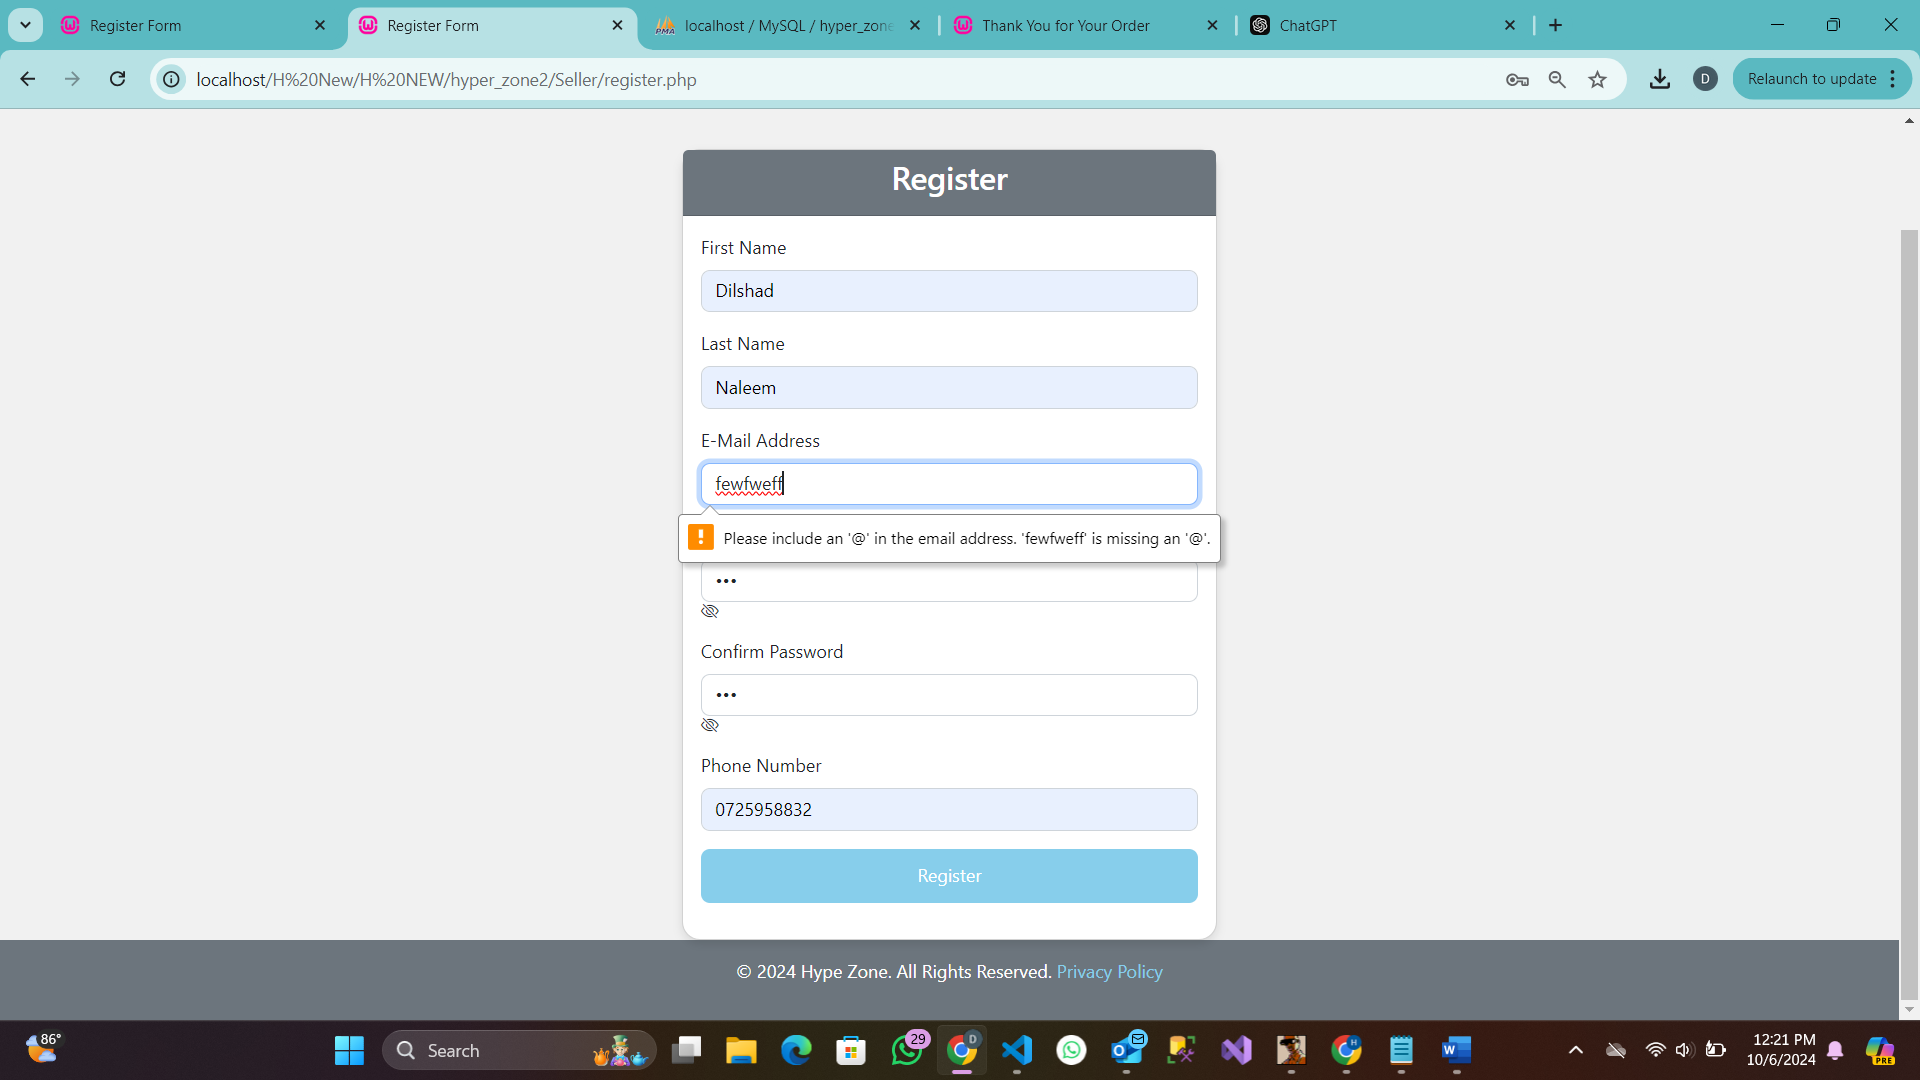 Register Form
Register Form
localhost / MySQL / hyper_zone
Thank You for Your Order
ChatGPT
localhost/H%20New/H%20NEW/hyper_zone2/Seller/register.php
D
Relaunch to update
Register
First Name
Dilshad
Last Name
Naleem
E-Mail Address
fewfweff
Please include an '@' in the email address. 'fewfweff' is missing an '@'.
Confirm Password
Phone Number
0725958832
Register
© 2024 Hype Zone. All Rights Reserved. Privacy Policy
86°
Search
29
D
H
12:21 PM
10/6/2024
PRE